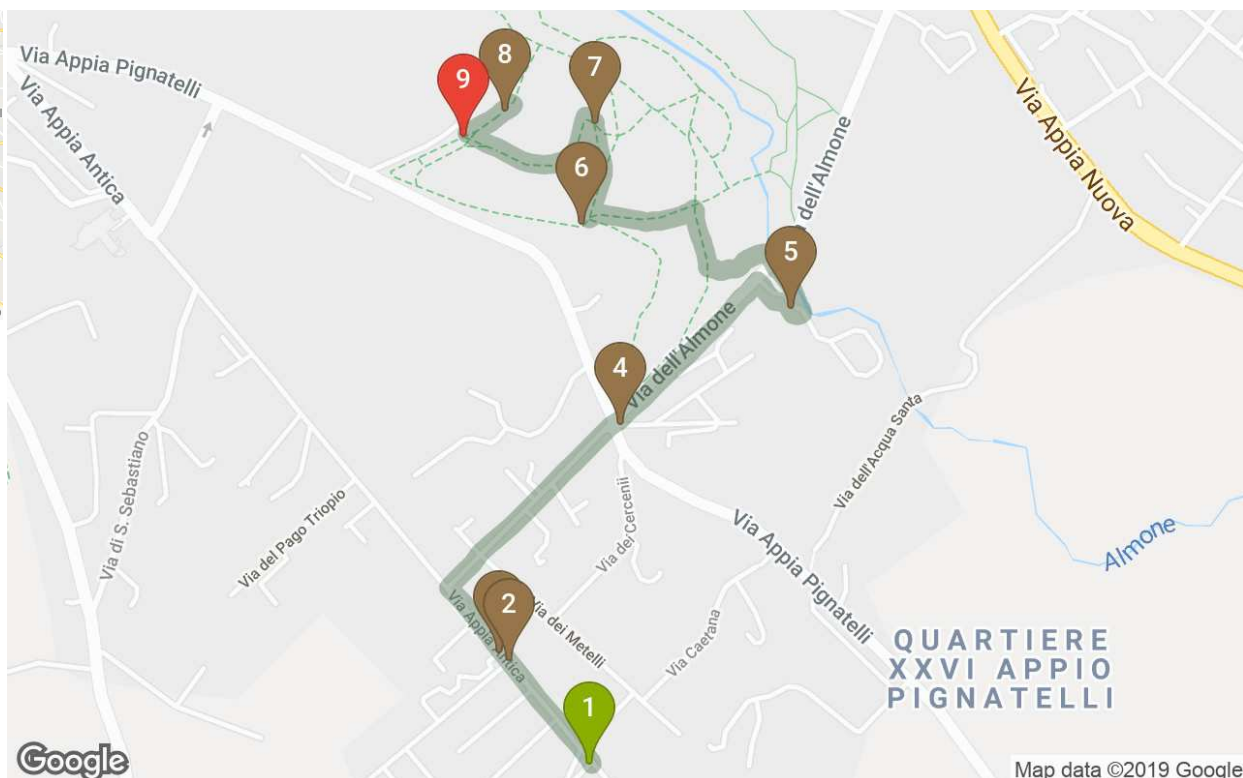 Via Appia Pignatelli
Via Appia Antica
9
8
7
6
5
4
2
1
Via dell'Almone
Via Appia Nuova
Via dell'Almone
Via di S. Sebastiano
Via del Pago Triopio
Via dei Cercenii
Via dell'Acqua Santa
Almone
Via Appia Pignatelli
Via Appia Antica
Via dei Metelli
Via Caetana
QUARTIERE
XXVI APPIO
PIGNATELLI
Google
Map data ©2019 Google